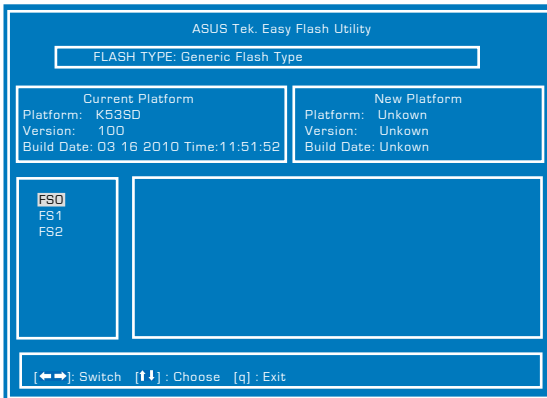 ASUS Tek. Easy Flash Utility
FLASH TYPE: Generic Flash Type
Current Platform
Platform: K53SD
Version: 100
Build Date: 03 16 2010 Time:11:51:52
New Platform
Platform: Unkown
Version: Unkown
Build Date: Unkown
FS0
FS1
FS2
[←→]: Switch [↑↓] : Choose [q] : Exit